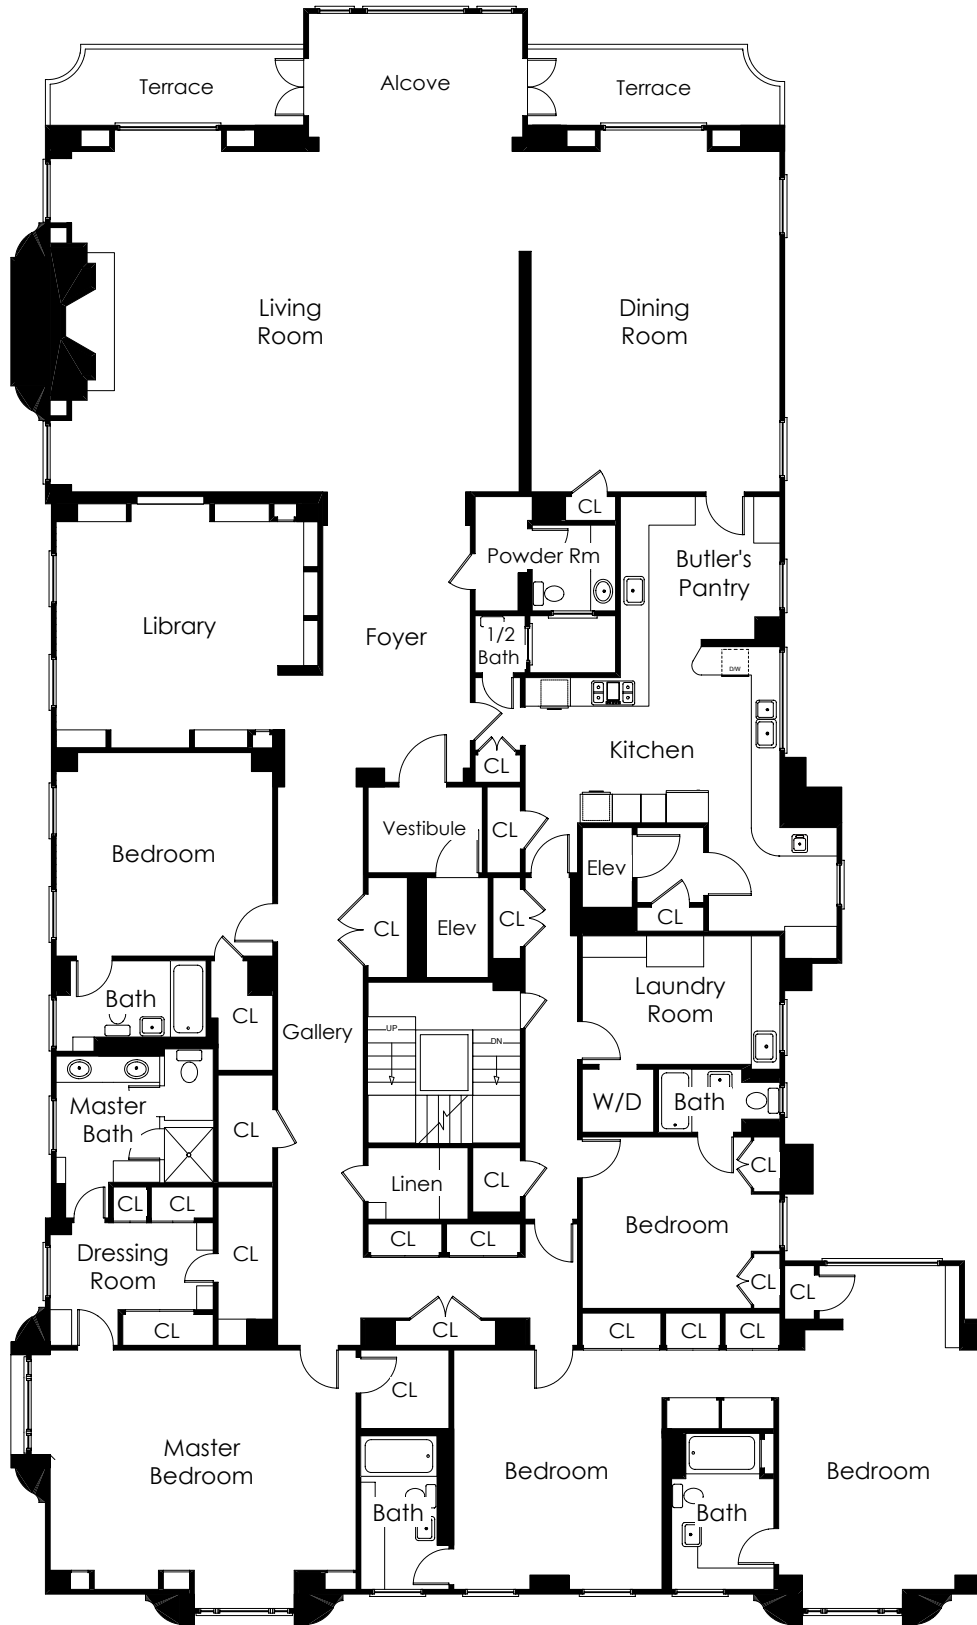 Terrace
Alcove
Terrace
Living
Room
Dining
Room
CL
Powder Rm
Butler's
Pantry
Library
Foyer
1/2
Bath
D/W
Kitchen
CL
Bedroom
Vestibule
CL
Elev
CL
Elev
CL
CL
Bath
CL
Gallery
UP
DN
Laundry
Room
Master
Bath
CL
W/D
Bath
CL
Linen
CL
CL
CL
Bedroom
Dressing
Room
CL
CL
CL
CL
CL
CL
CL
CL
CL
CL
CL
Master
Bedroom
Bath
Bedroom
Bath
Bedroom